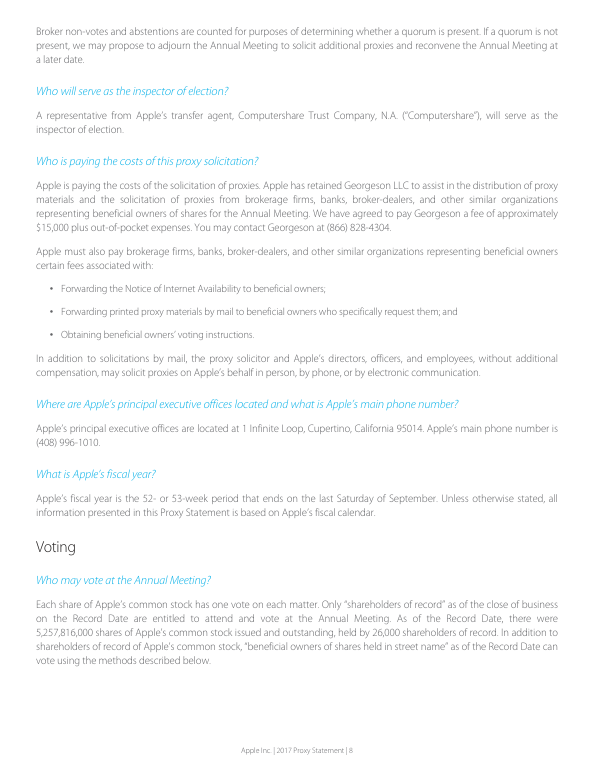 Broker non-votes and abstentions are counted for purposes of determining whether a quorum is present. If a quorum is not
present, we may propose to adjourn the Annual Meeting to solicit additional proxies and reconvene the Annual Meeting at
a later date.
Who will serve as the inspector of election?
A representative from Apple's transfer agent, Computershare Trust Company, N.A. ("Computershare"), will serve as the
inspector of election.
Who is paying the costs of this proxy solicitation?
Apple is paying the costs of the solicitation of proxies. Apple has retained Georgeson LLC to assist in the distribution of proxy
materials and the solicitation of proxies from brokerage firms, banks, broker-dealers, and other similar organizations
representing beneficial owners of shares for the Annual Meeting. We have agreed to pay Georgeson a fee of approximately
$15,000 plus out-of-pocket expenses. You may contact Georgeson at (866) 828-4304.
Apple must also pay brokerage firms, banks, broker-dealers, and other similar organizations representing beneficial owners
certain fees associated with:
• Forwarding the Notice of Internet Availability to beneficial owners;
• Forwarding printed proxy materials by mail to beneficial owners who specifically request them; and
• Obtaining beneficial owners' voting instructions.
In addition to solicitations by mail, the proxy solicitor and Apple's directors, officers, and employees, without additional
compensation, may solicit proxies on Apple's behalf in person, by phone, or by electronic communication.
Where are Apple's principal executive offices located and what is Apple's main phone number?
Apple's principal executive offices are located at 1 Infinite Loop, Cupertino, California 95014. Apple's main phone number is
(408) 996-1010.
What is Apple's fiscal year?
Apple's fiscal year is the 52- or 53-week period that ends on the last Saturday of September. Unless otherwise stated, all
information presented in this Proxy Statement is based on Apple's fiscal calendar.
Voting
Who may vote at the Annual Meeting?
Each share of Apple's common stock has one vote on each matter. Only "shareholders of record" as of the close of business
on the Record Date are entitled to attend and vote at the Annual Meeting. As of the Record Date, there were
5,257,816,000 shares of Apple's common stock issued and outstanding, held by 26,000 shareholders of record. In addition to
shareholders of record of Apple's common stock, "beneficial owners of shares held in street name" as of the Record Date can
vote using the methods described below.
Apple Inc. | 2017 Proxy Statement | 8